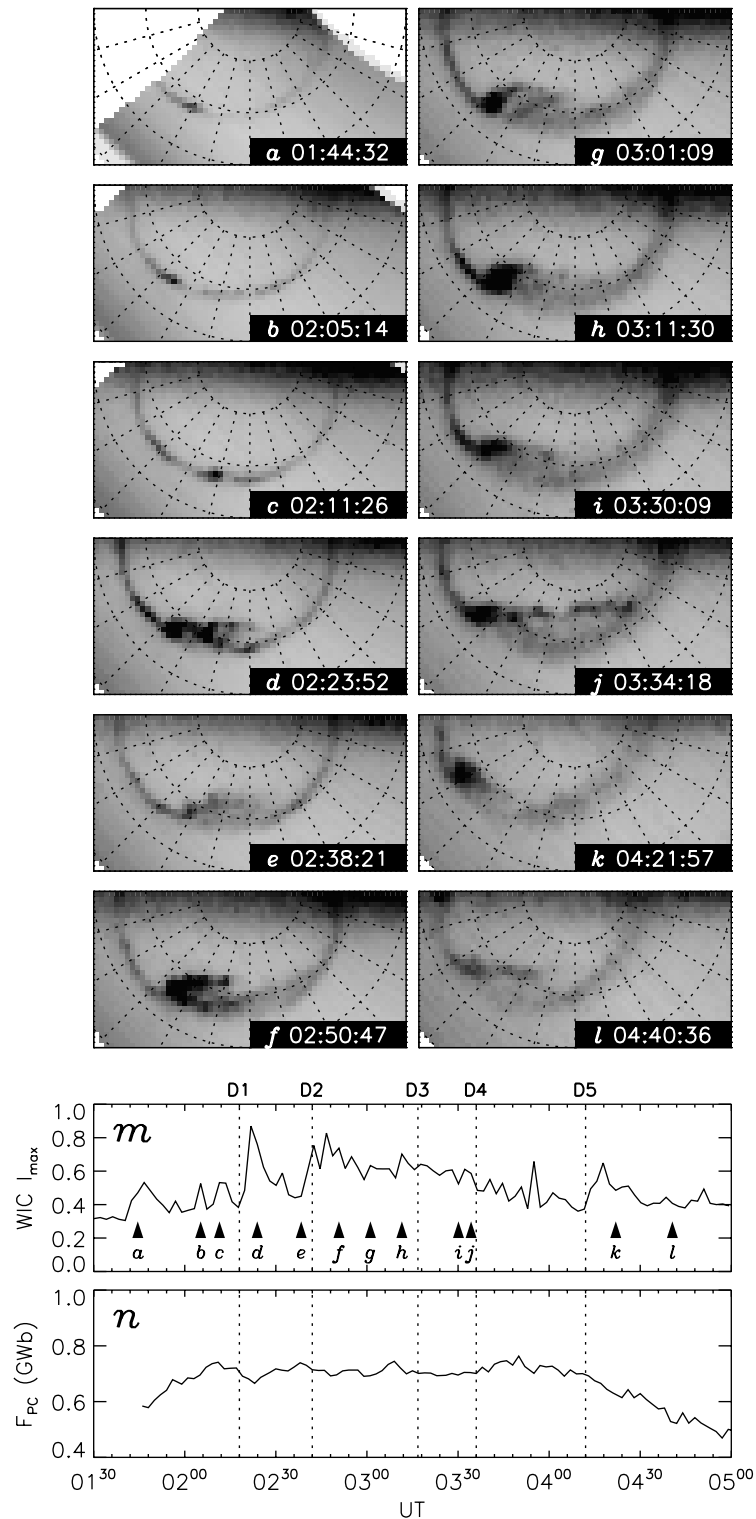 a 01:44:32
g 03:01:09
b 02:05:14
h 03:11:30
c 02:11:26
i 03:30:09
d 02:23:52
j 03:34:18
e 02:38:21
k 04:21:57
f 02:50:47
l 04:40:36
D1 D2 D3 D4 D5
m
WIC Imax
1.0
0.8
0.6
0.4
0.2
0.0
a b c d e f g h i j k l
n
FPC (GWb)
1.0
0.8
0.6
0.4
01³⁰ 02⁰⁰ 02³⁰ 03⁰⁰ 03³⁰ 04⁰⁰ 04³⁰ 05⁰⁰
UT